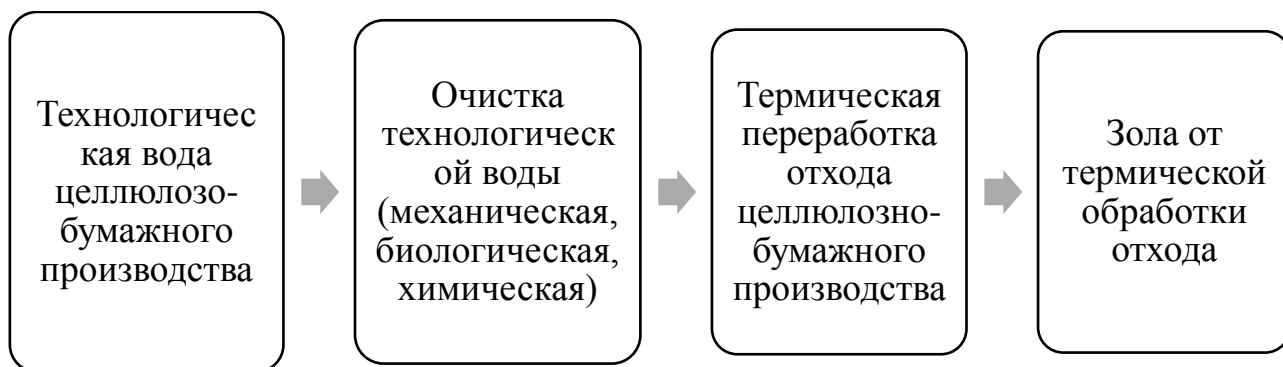 Технологичес
кая вода
целлюлозо-
бумажного
производства
Очистка
технологическ
ой воды
(механическая,
биологическая,
химическая)
Термическая
переработка
отхода
целлюлозно-
бумажного
производства
Зола от
термической
обработки
отхода